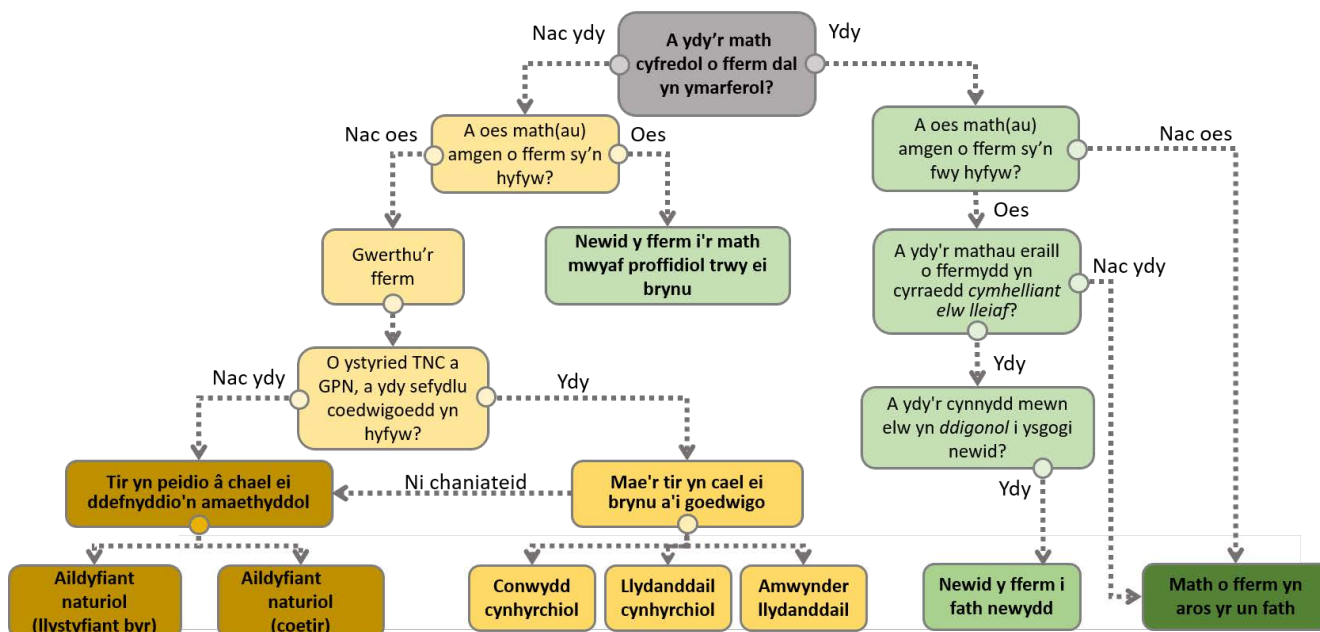 Nac ydy
A ydy'r math
cyfredol o fferm dal
yn ymarferol?
Ydy
Nac oes
A oes math(au)
amgen o fferm sy'n
hyfyw?
Oes
A oes math(au)
amgen o fferm sy'n
fwy hyfyw?
Nac oes
Oes
Gwerthu'r
fferm
Newid y fferm i'r math
mwyaf proffidiol trwy ei
brynu
A ydy'r mathau eraill
o ffermydd yn
cyrraedd cymhelliant
elw lleiaf?
Nac ydy
Nac ydy
O ystyried TNC a
GPN, a ydy sefydlu
coedwigoedd yn
hyfyw?
Ydy
Ydy
A ydy'r cynnydd mewn
elw yn ddigonol i ysgogi
newid?
Ydy
Tir yn peidio â chael ei
ddefnyddio'n amaethyddol
Ni chaniateid
Mae'r tir yn cael ei
brynu a'i goedwigo
Aildyfiant
naturiol
(llystyfiant byr)
Aildyfiant
naturiol
(coetir)
Conwydd
cynhyrchiol
Llydanddail
cynhyrchiol
Amwynder
llydanddail
Newid y fferm i
fath newydd
Math o fferm yn
aros yr un fath